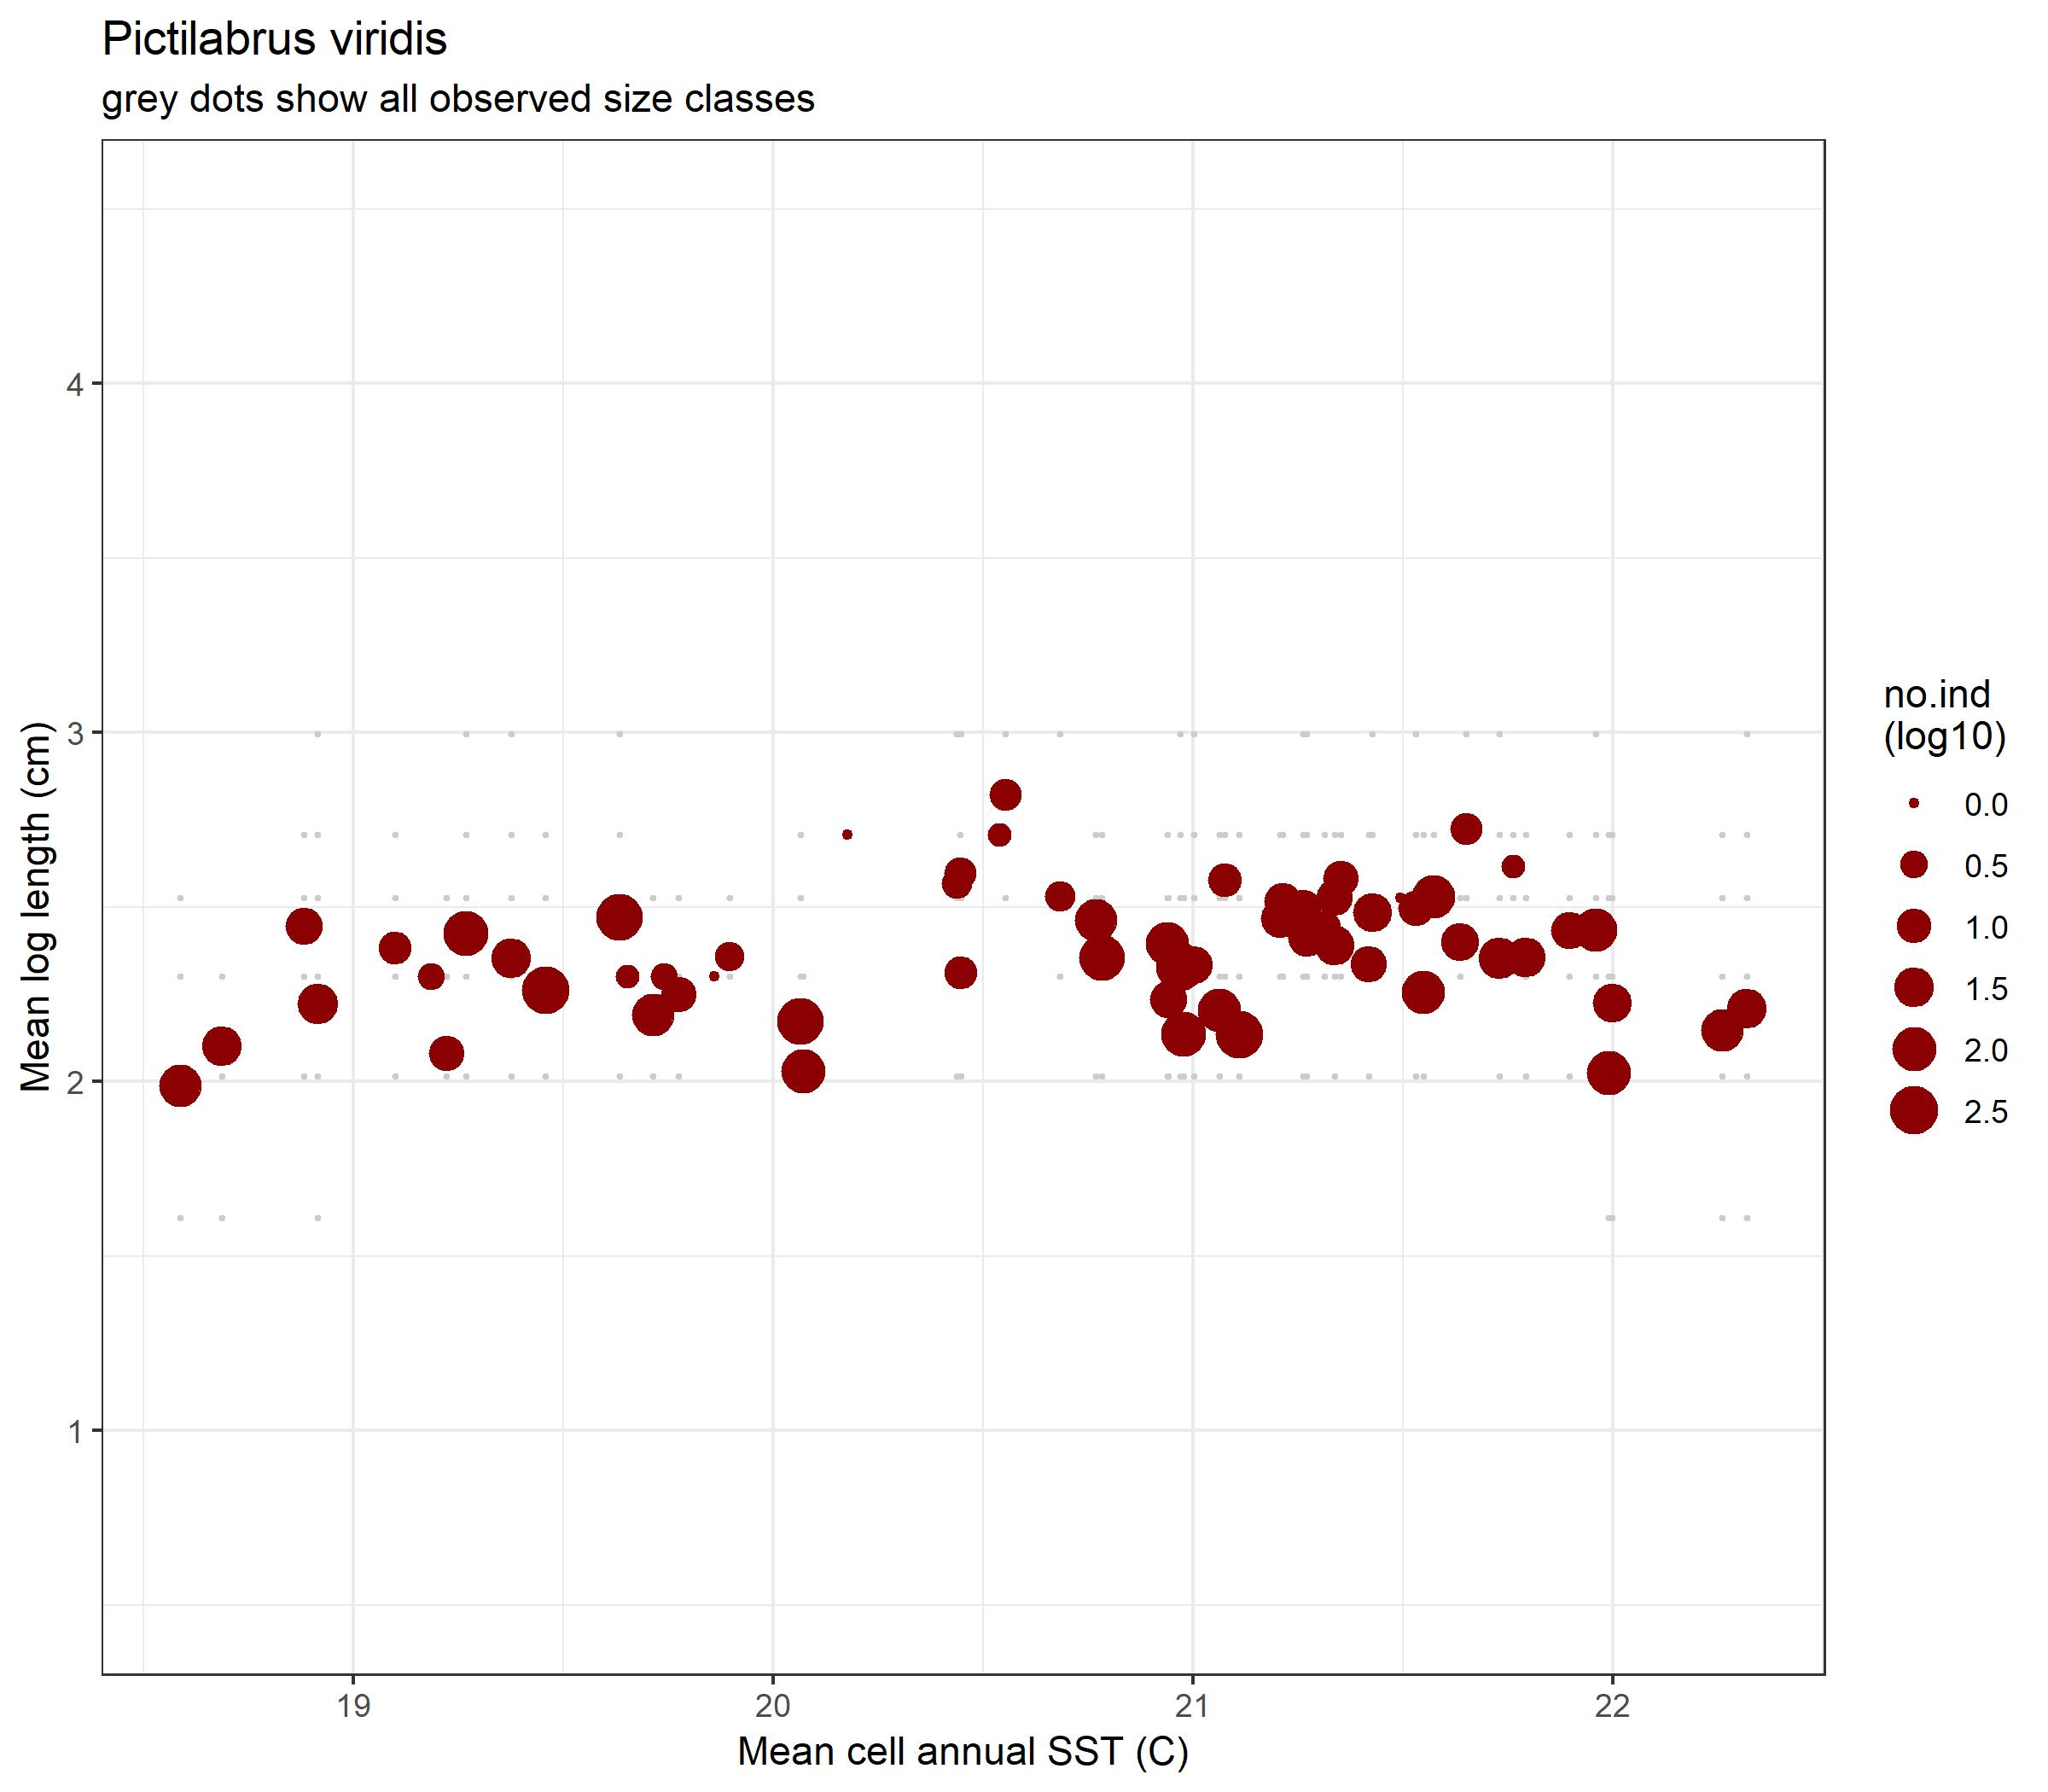 Pictilabrus viridis
grey dots show all observed size classes
4
3
2
1
Mean log length (cm)
19
20
21
22
Mean cell annual SST (C)
no.ind
(log10)
0.0
0.5
1.0
1.5
2.0
2.5